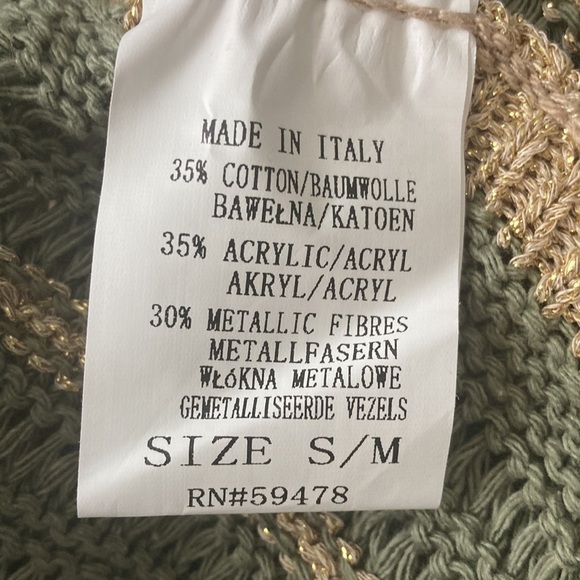 MADE IN ITALY
35% COTTON/BAUMWOLLE
BAWEŁNA/KATOEN
35% ACRYLIC/ACRYL
AKRYL/ACRYL
30% METALLIC FIBRES
METALLFASERN
WŁÓKNA METALOWE
GEMETALLISEERDE VEZELS
SIZE S/M
RN#59478